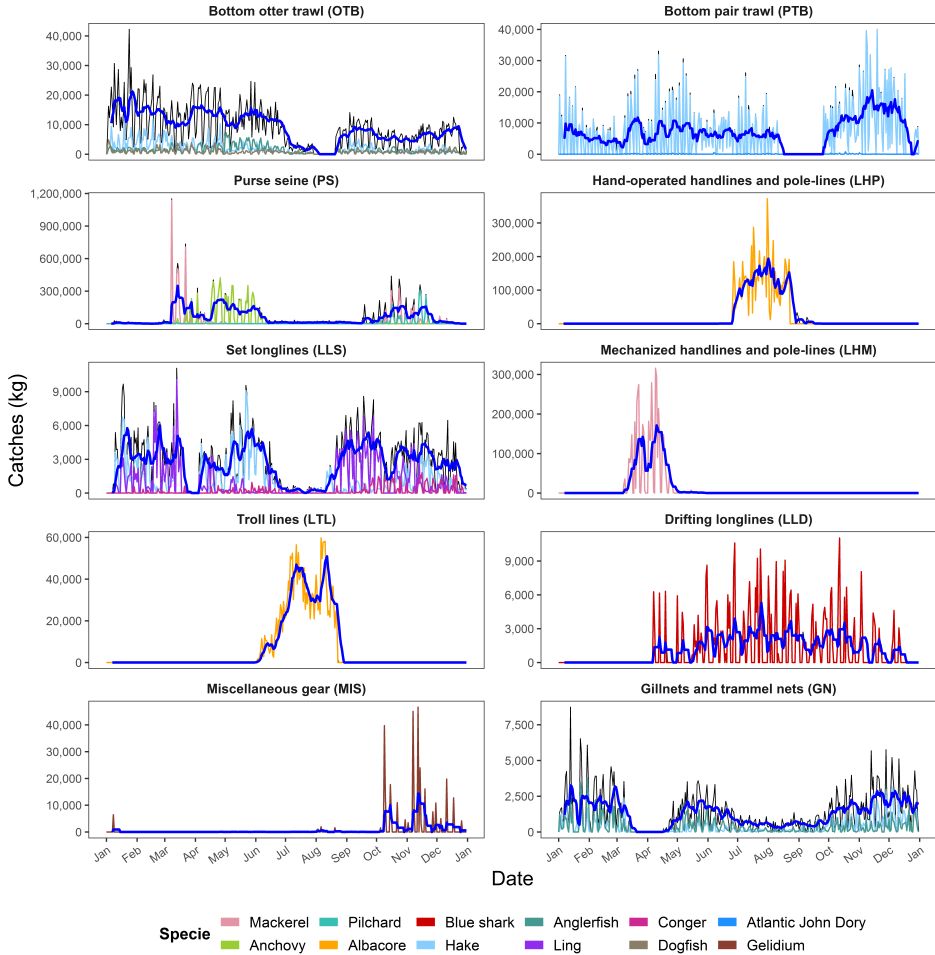 Bottom otter trawl (OTB)
Bottom pair trawl (PTB)
40,000
30,000
20,000
10,000
0
40,000
30,000
20,000
10,000
0
Purse seine (PS)
Hand-operated handlines and pole-lines (LHP)
1,200,000
900,000
600,000
300,000
0
300,000
200,000
100,000
0
Set longlines (LLS)
Mechanized handlines and pole-lines (LHM)
9,000
6,000
3,000
0
300,000
200,000
100,000
0
Catches (kg)
Troll lines (LTL)
Drifting longlines (LLD)
60,000
40,000
20,000
0
9,000
6,000
3,000
0
Miscellaneous gear (MIS)
Gillnets and trammel nets (GN)
40,000
30,000
20,000
10,000
0
7,500
5,000
2,500
0
Jan Feb Mar Apr May Jun Jul Aug Sep Oct Nov Dec Jan
Jan Feb Mar Apr May Jun Jul Aug Sep Oct Nov Dec Jan
Date
Specie
Mackerel Pilchard Blue shark Anglerfish Conger Atlantic John Dory
Anchovy Albacore Hake Ling Dogfish Gelidium